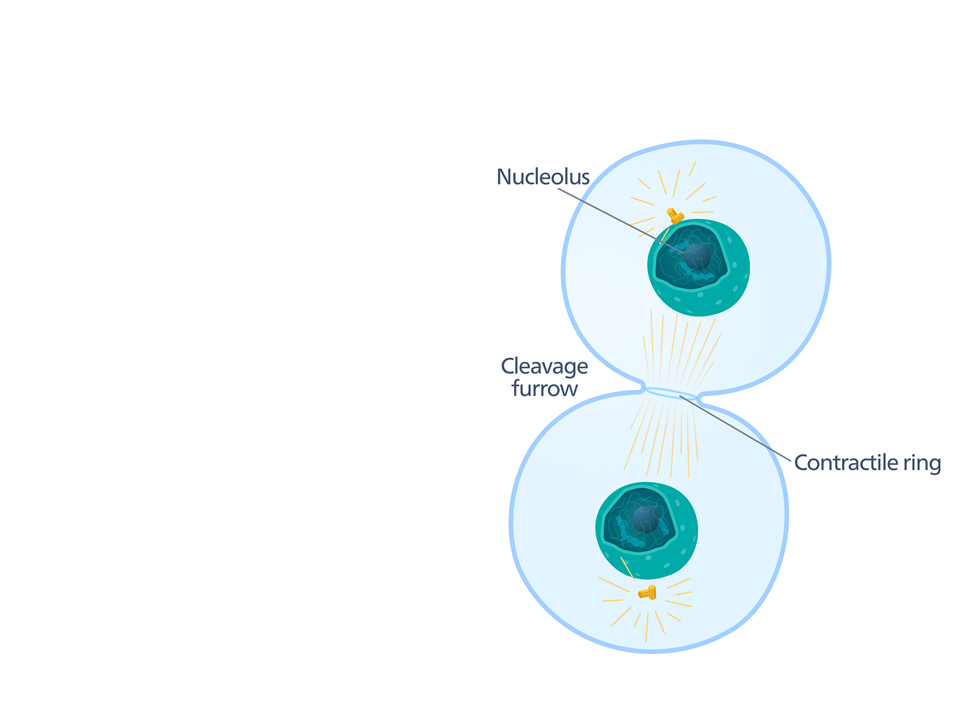 Nucleolus
Cleavage
furrow
Contractile ring